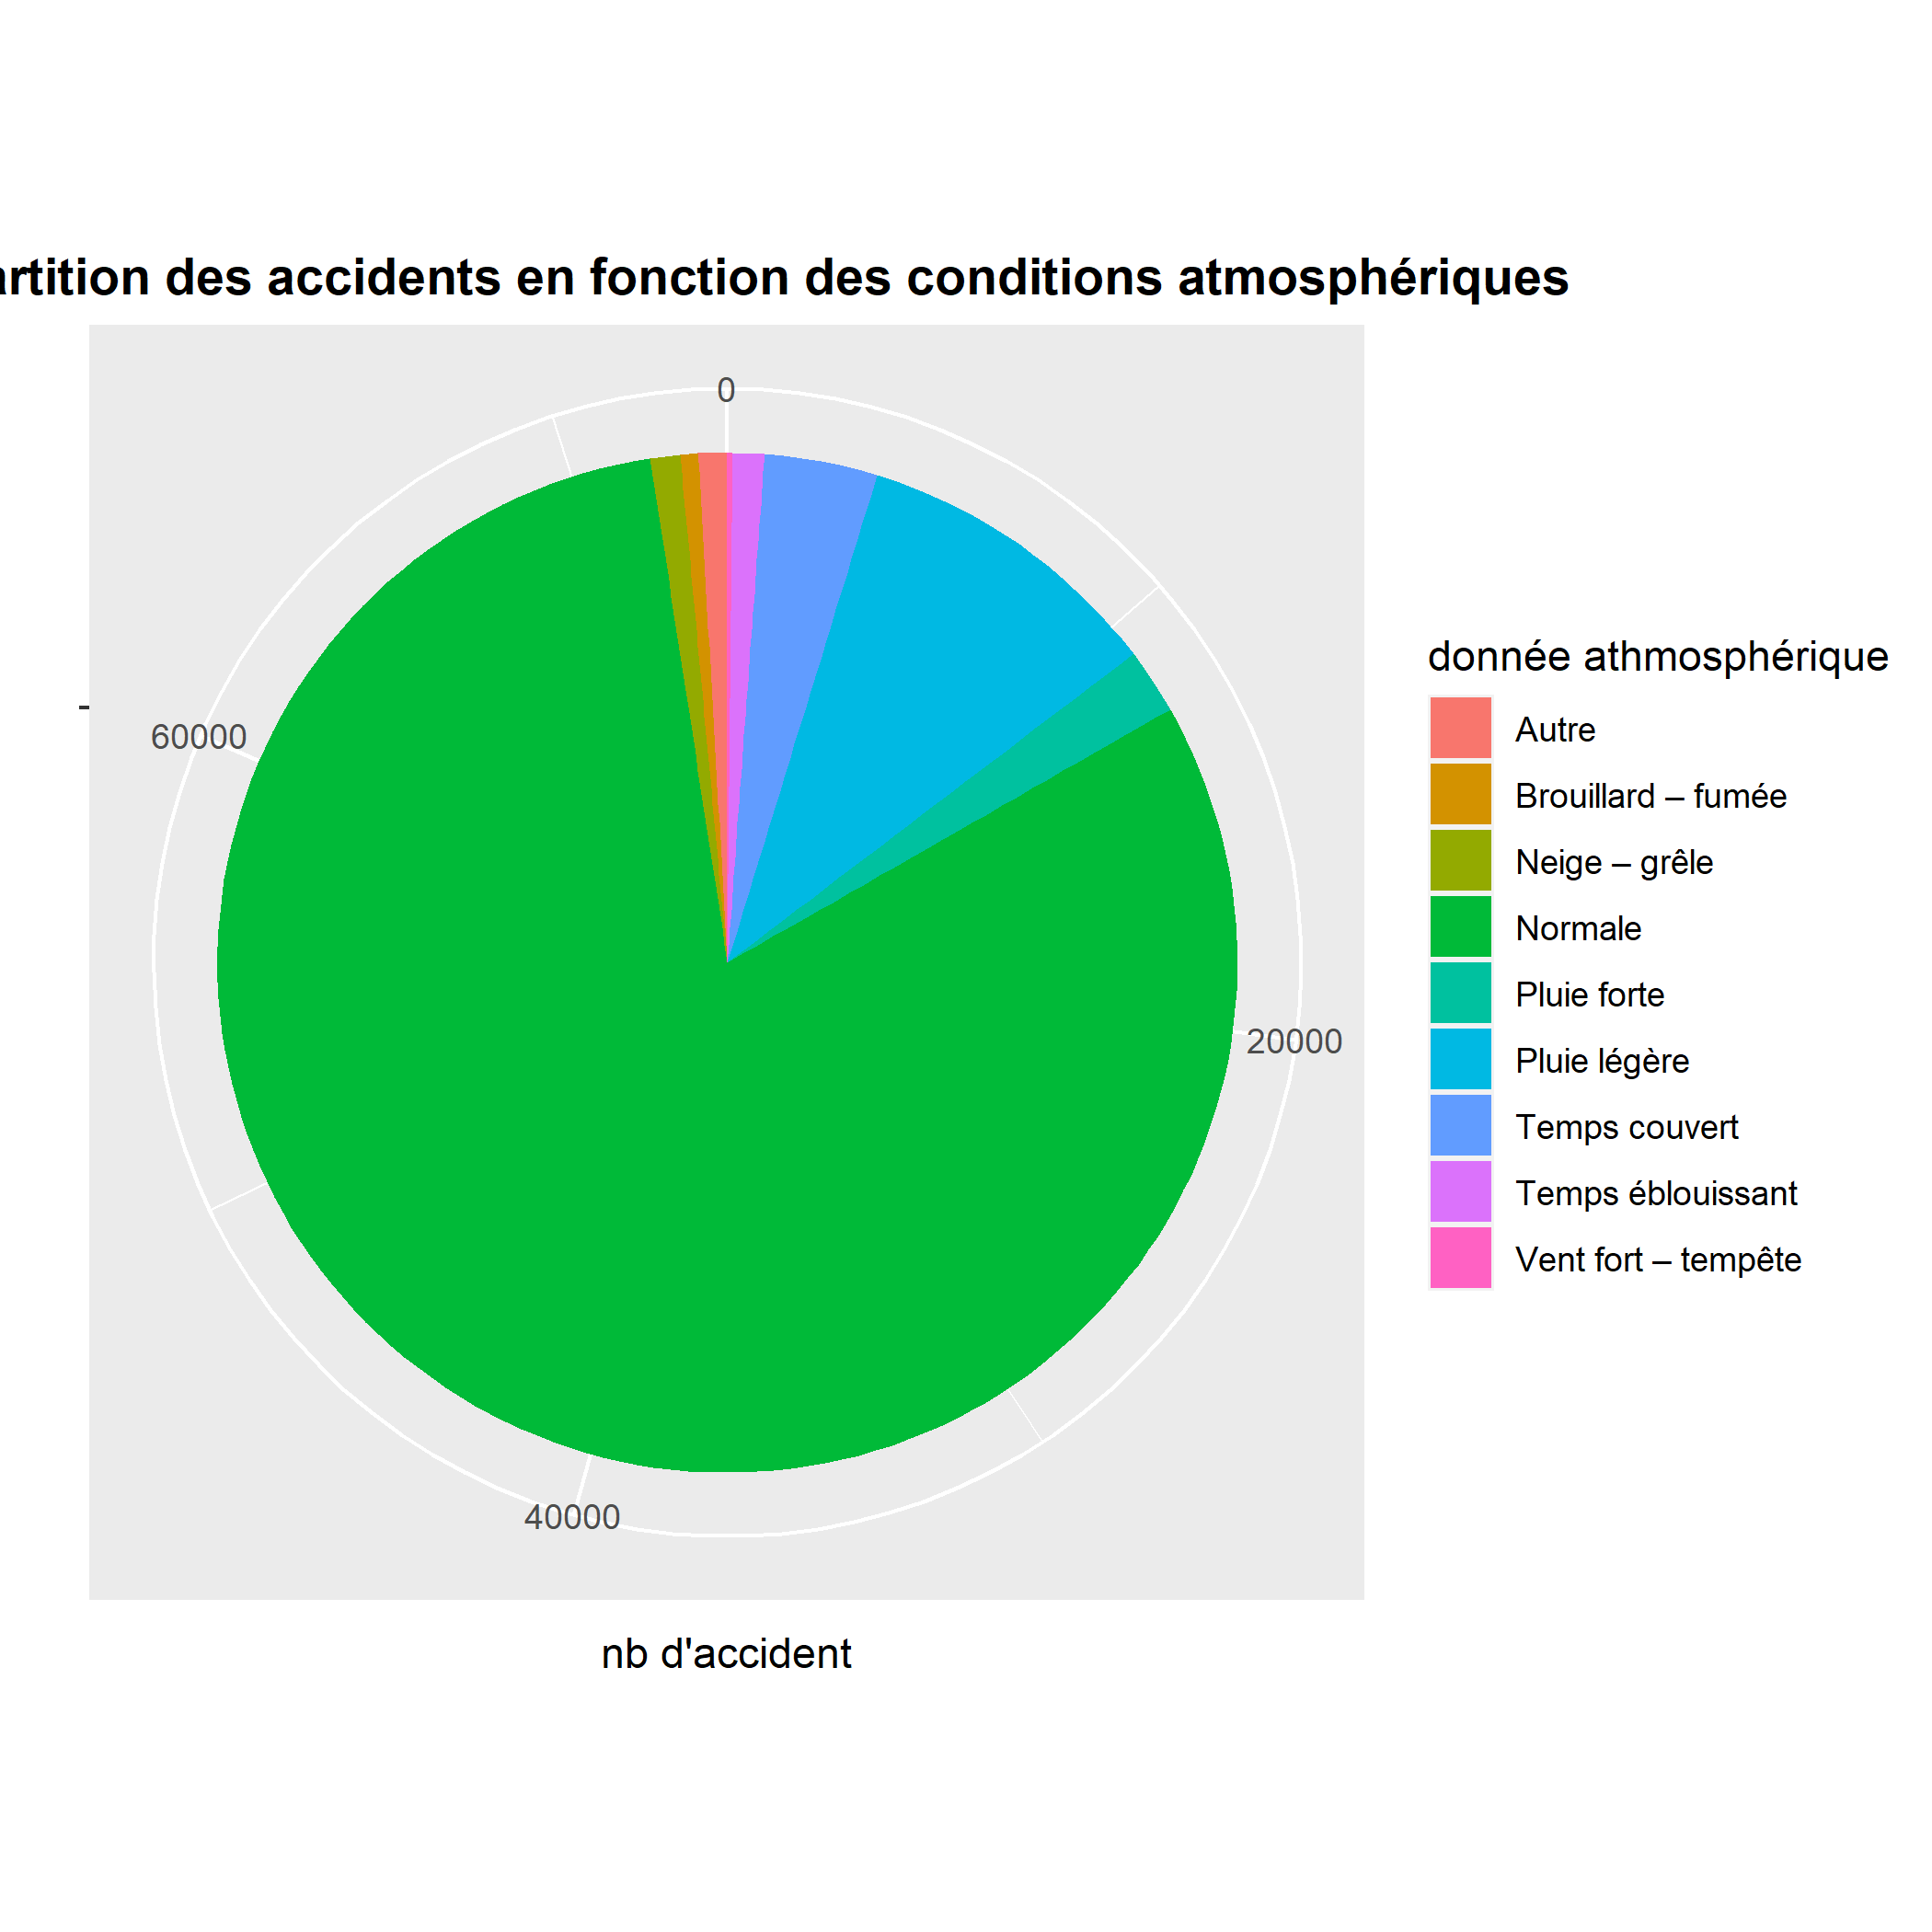 artition des accidents en fonction des conditions atmosphériques
0
60000
20000
40000
nb d'accident
donnée athmosphérique
Autre
Brouillard – fumée
Neige – grêle
Normale
Pluie forte
Pluie légère
Temps couvert
Temps éblouissant
Vent fort – tempête